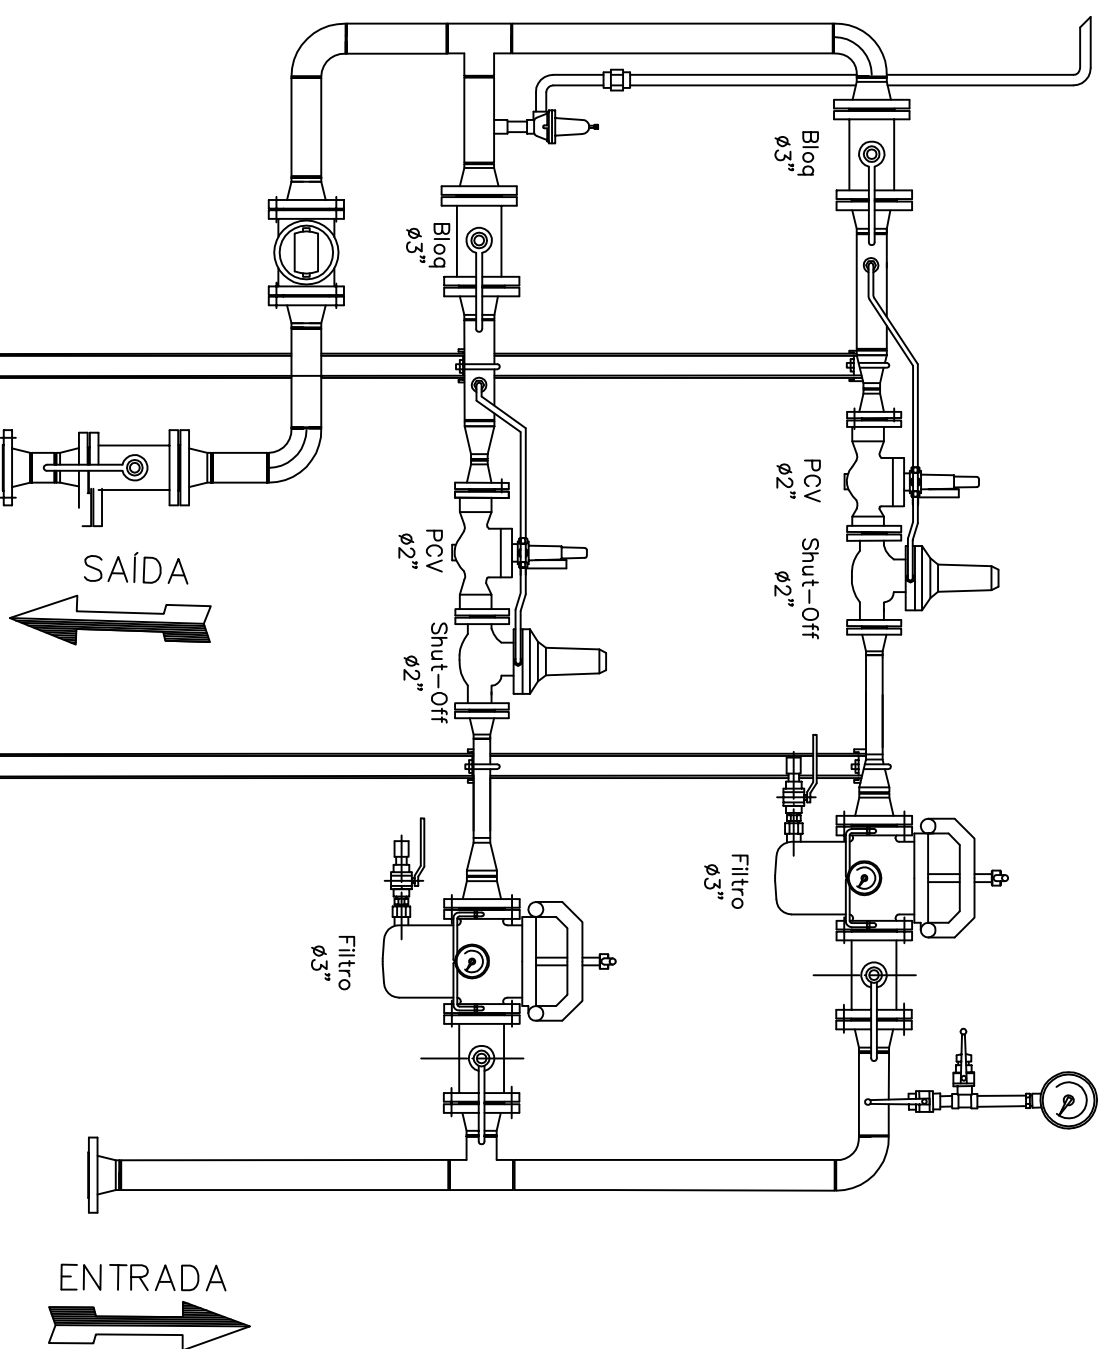 Bloq
ø3"
Bloq
ø3"
PCV
ø2"
Shut-Off
ø2"
PCV
ø2"
Shut-Off
ø2"
SAÍDA
Filtro
ø3"
Filtro
ø3"
ENTRADA